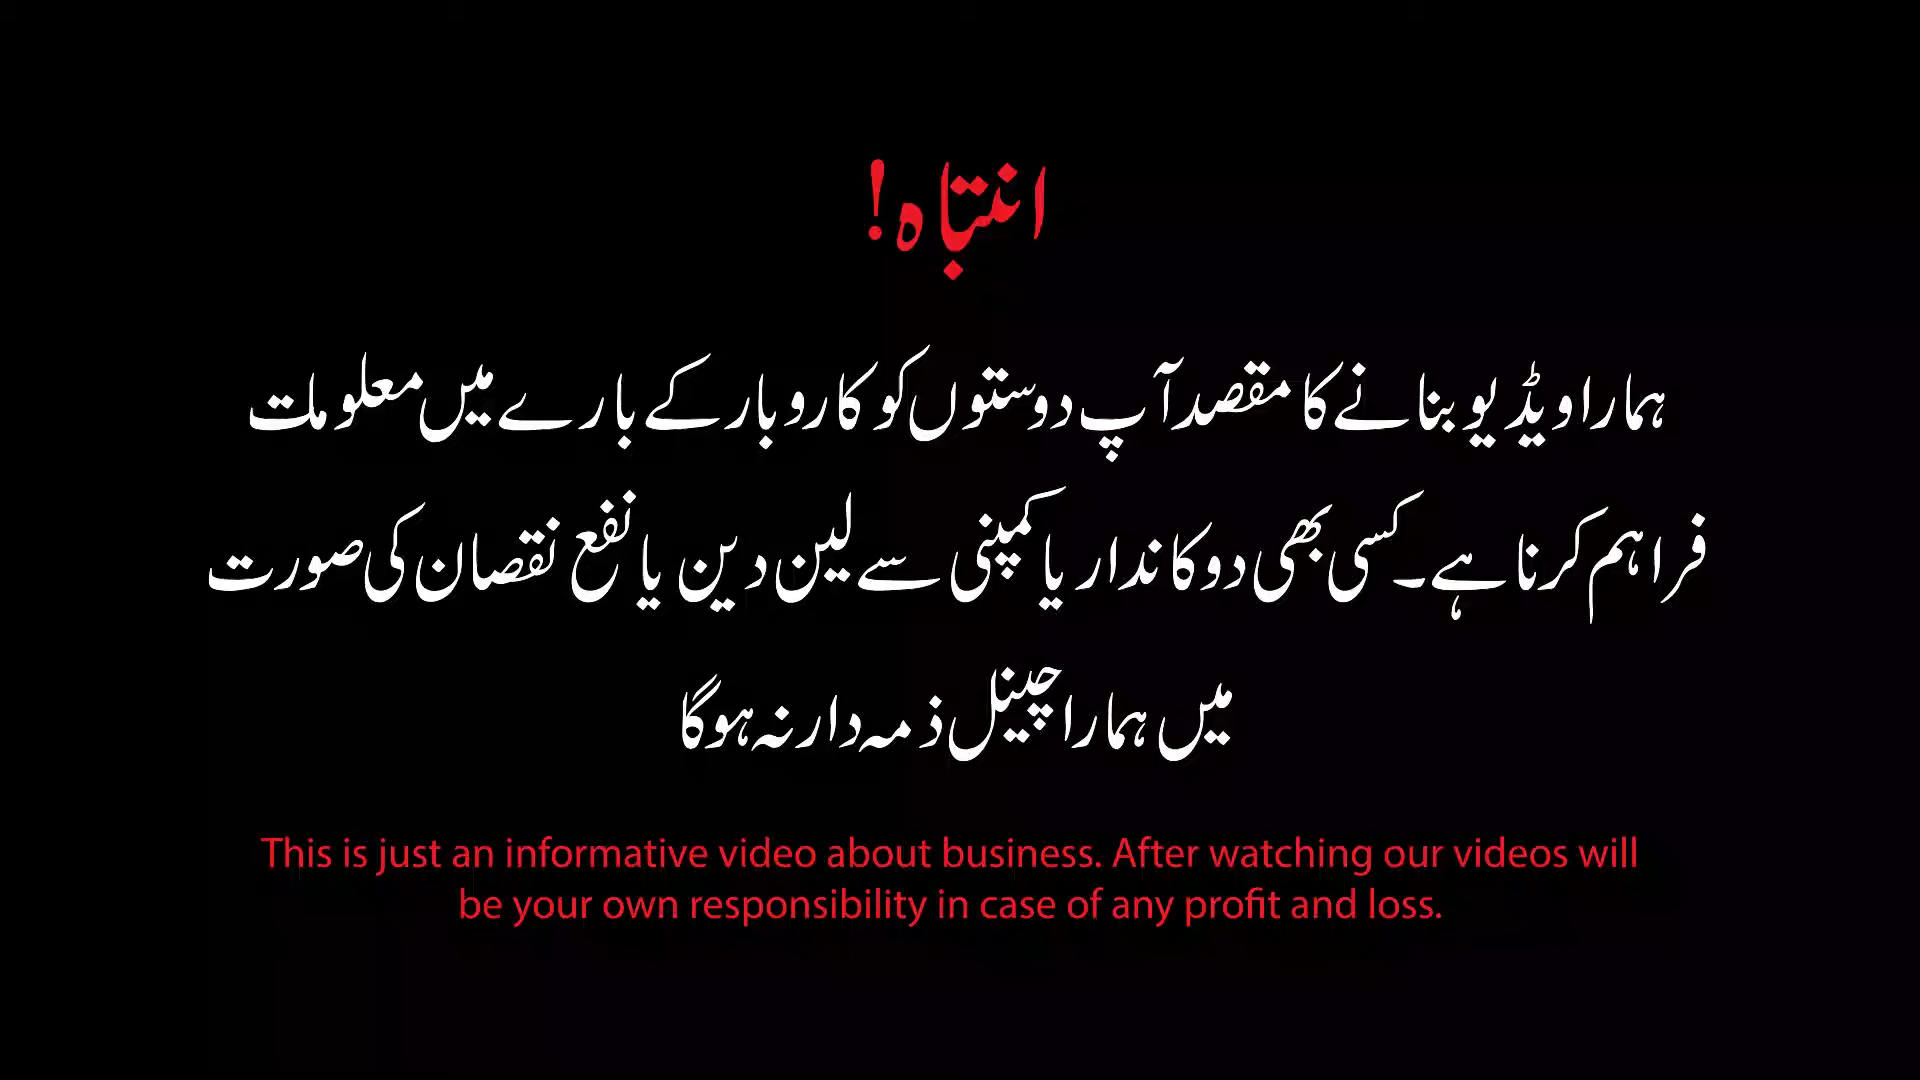 انتباہ!
ہمارا ویڈیو بنانے کا مقصد آپ دوستوں کو کاروبار کے بارے میں معلومات
فراہم کرنا ہے۔ کسی بھی دوکاندار یا کمپنی سے لین دین یا نفع نقصان کی صورت
میں ہمارا چینل ذمہ دار نہ ہوگا
This is just an informative video about business. After watching our videos will
be your own responsibility in case of any profit and loss.